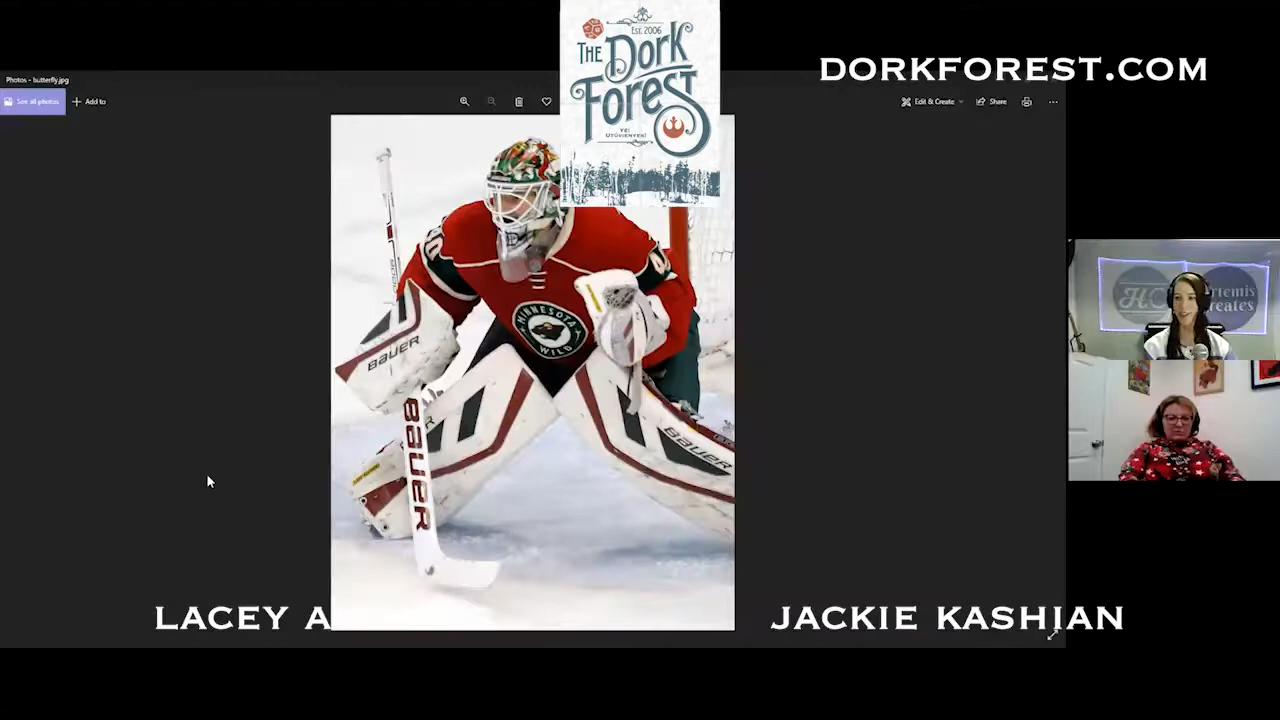 EST. 2006
THE
Dork
Forest
DORKFOREST.COM
Photos - butterfly.jpg
See all photos
Add to
Edit & Create
Share
40
BAUER
MINNESOTA
WILD
BAUER
BAUER
LACEY A
JACKIE KASHIAN